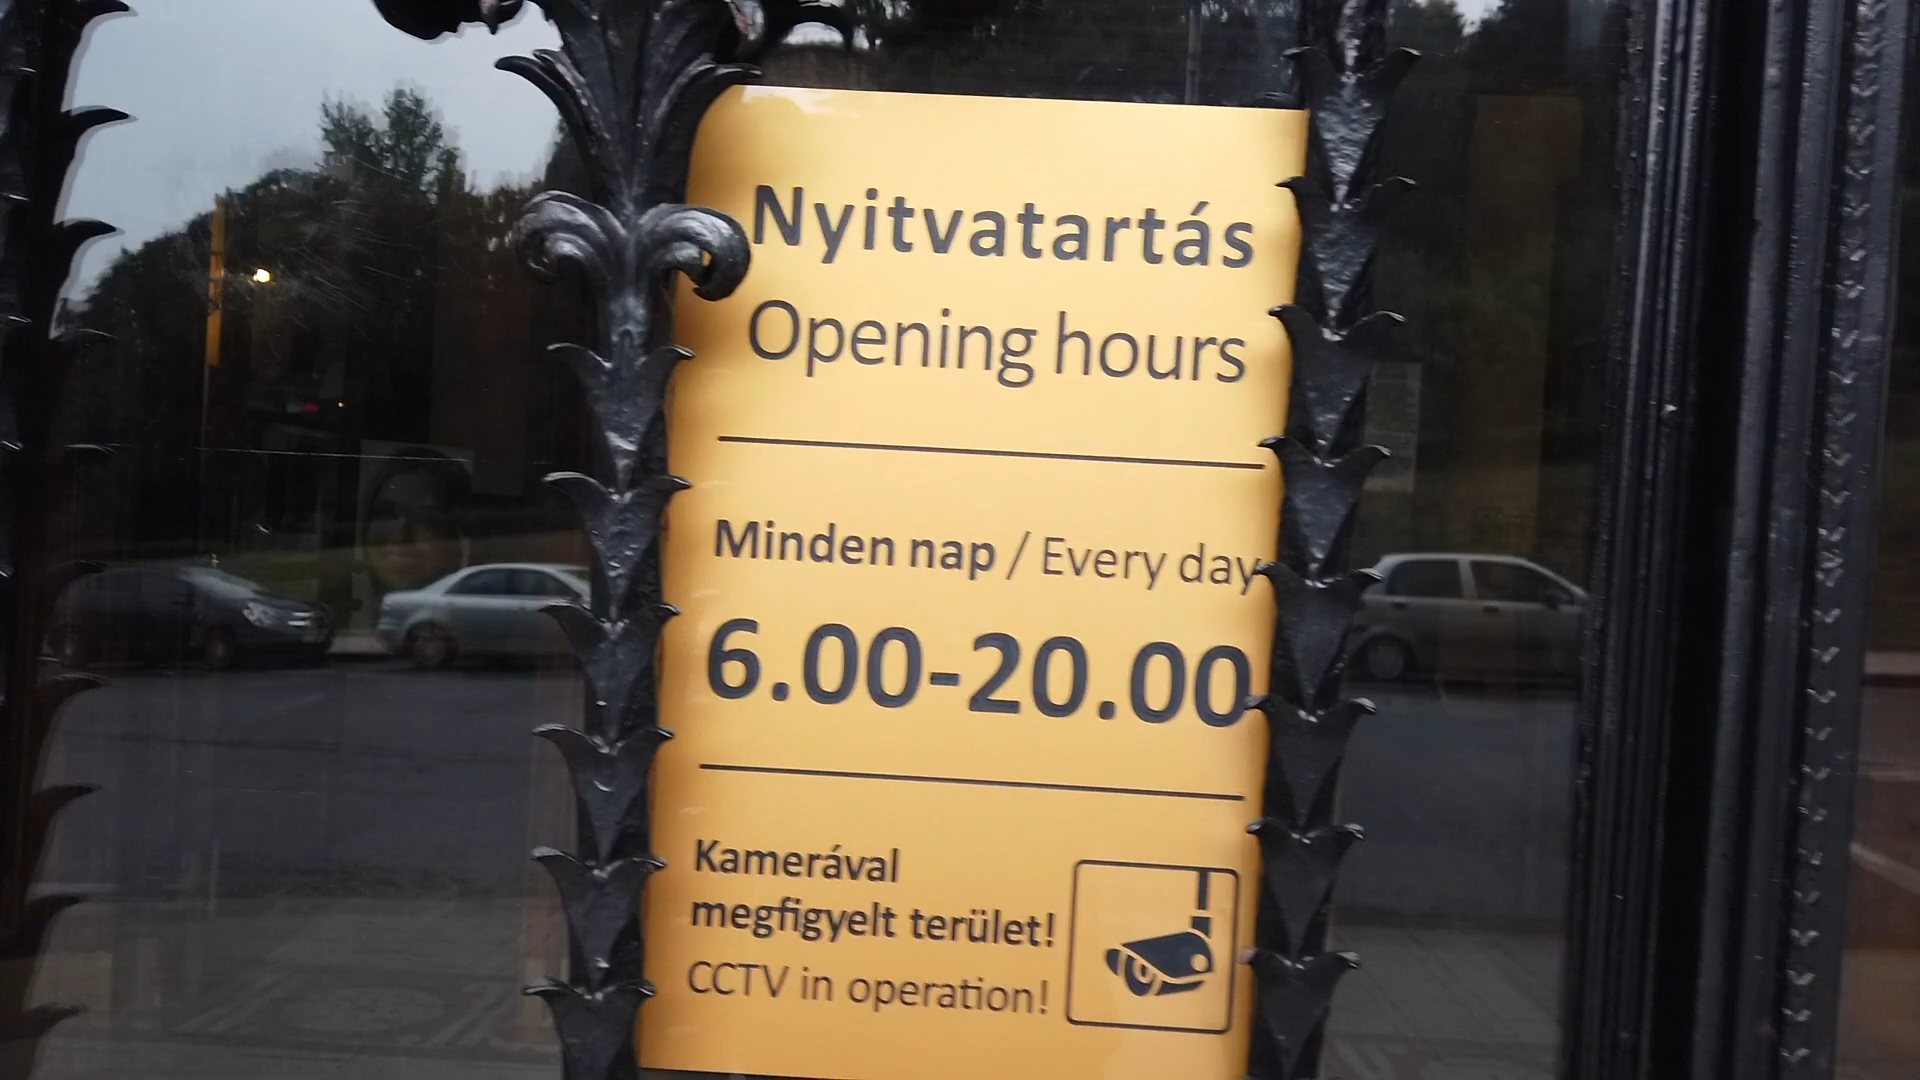 Nyitvatartás
Opening hours
Minden nap / Every day
6.00-20.00
Kamerával
megfigyelt terület!
CCTV in operation!